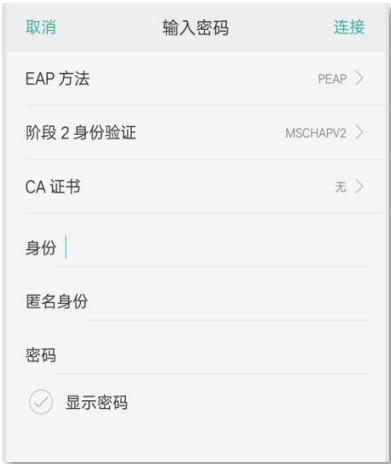 取消 输入密码 连接
EAP 方法 PEAP
阶段 2 身份验证 MSCHAPV2
CA 证书 无
身份
匿名身份
密码
显示密码